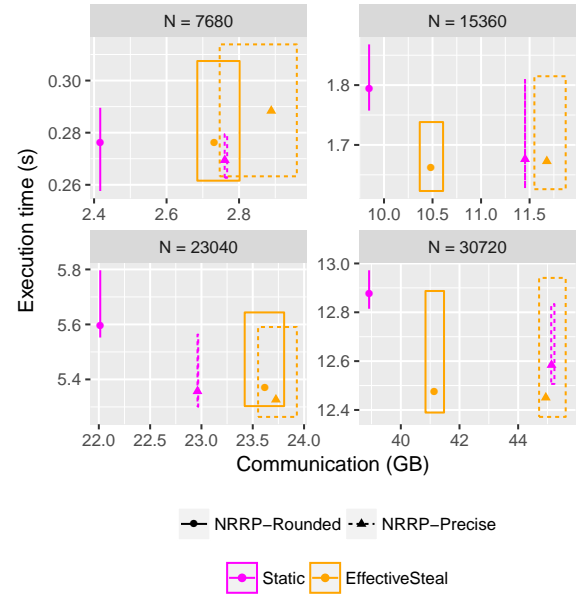 N = 7680
N = 15360
0.30
0.28
0.26
1.8
1.7
2.4 2.6 2.8
10.0 10.5 11.0 11.5
N = 23040
N = 30720
5.8
5.6
5.4
13.0
12.8
12.6
12.4
22.0 22.5 23.0 23.5 24.0
40 42 44
Execution time (s)
Communication (GB)
NRRP−Rounded NRRP−Precise
Static EffectiveSteal